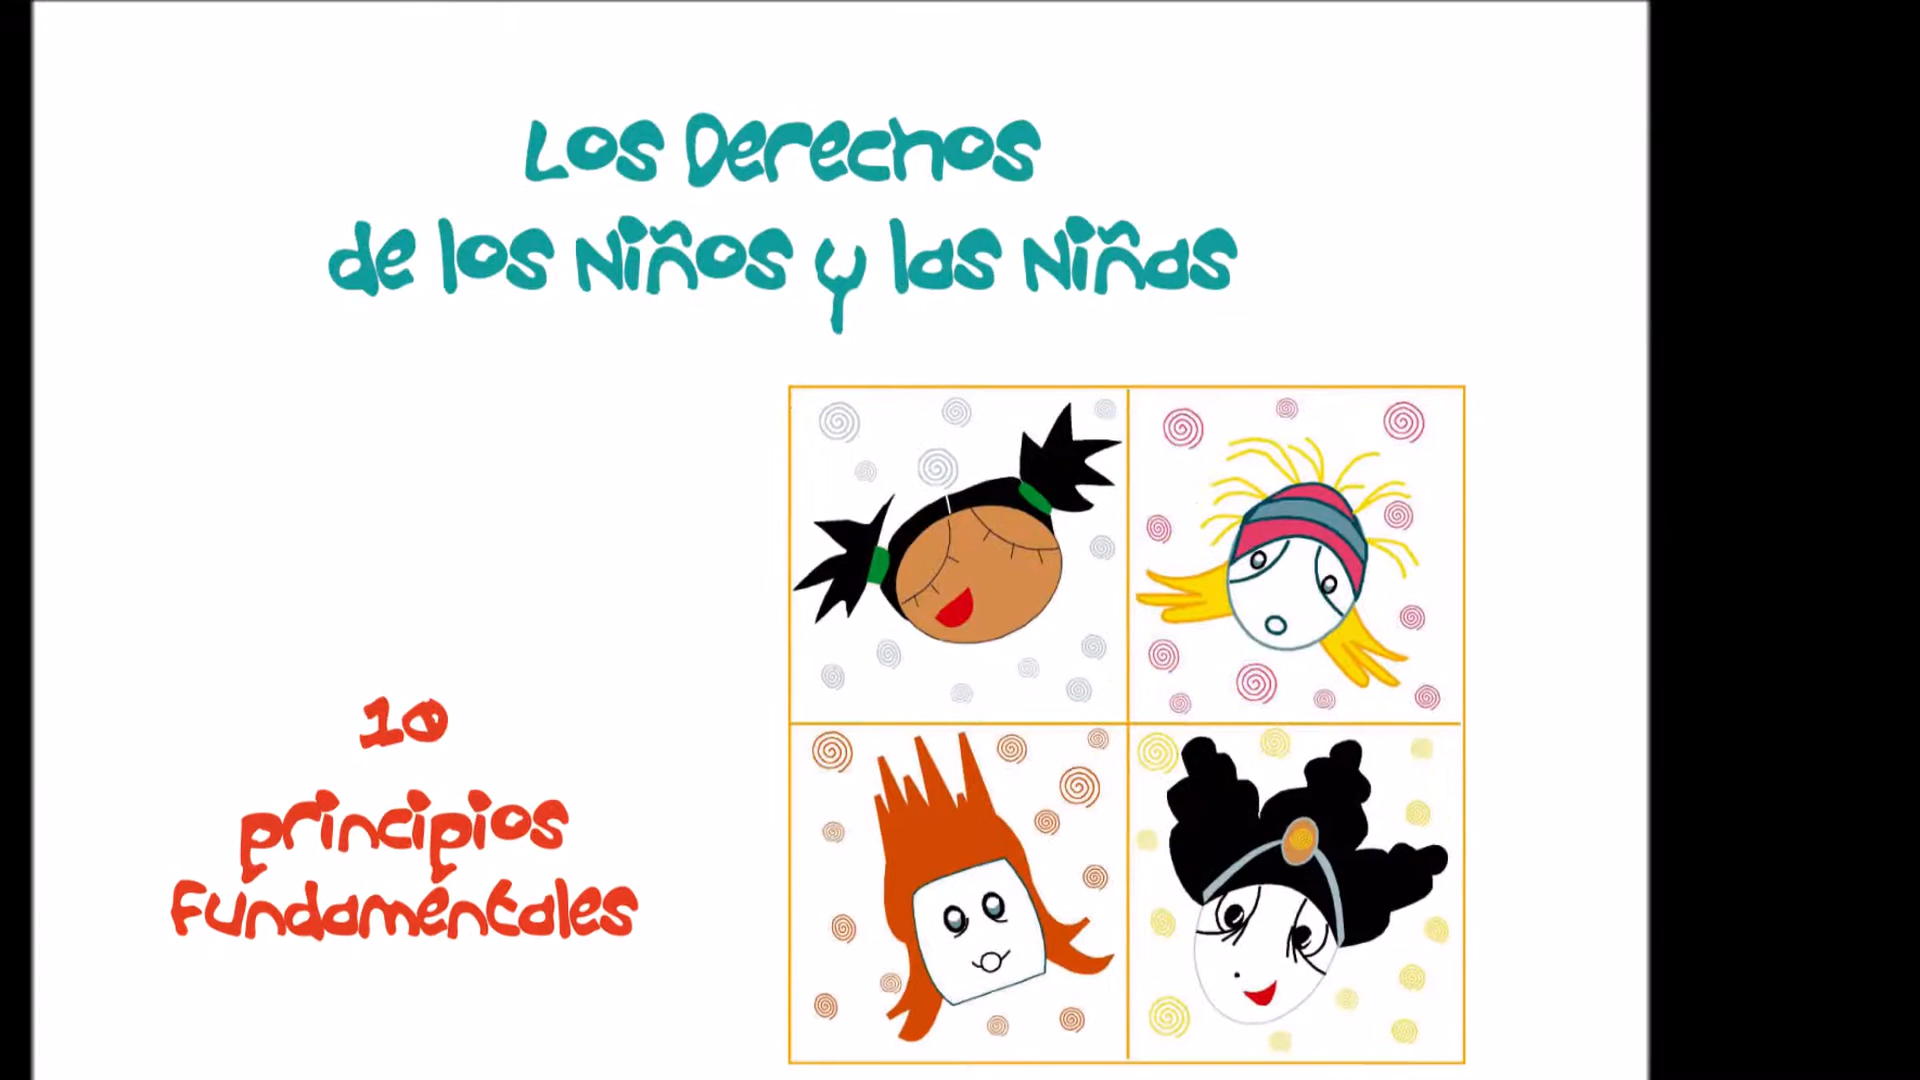 Los Derechos
de los Niños y las Niñas
10
principios
fundamentales